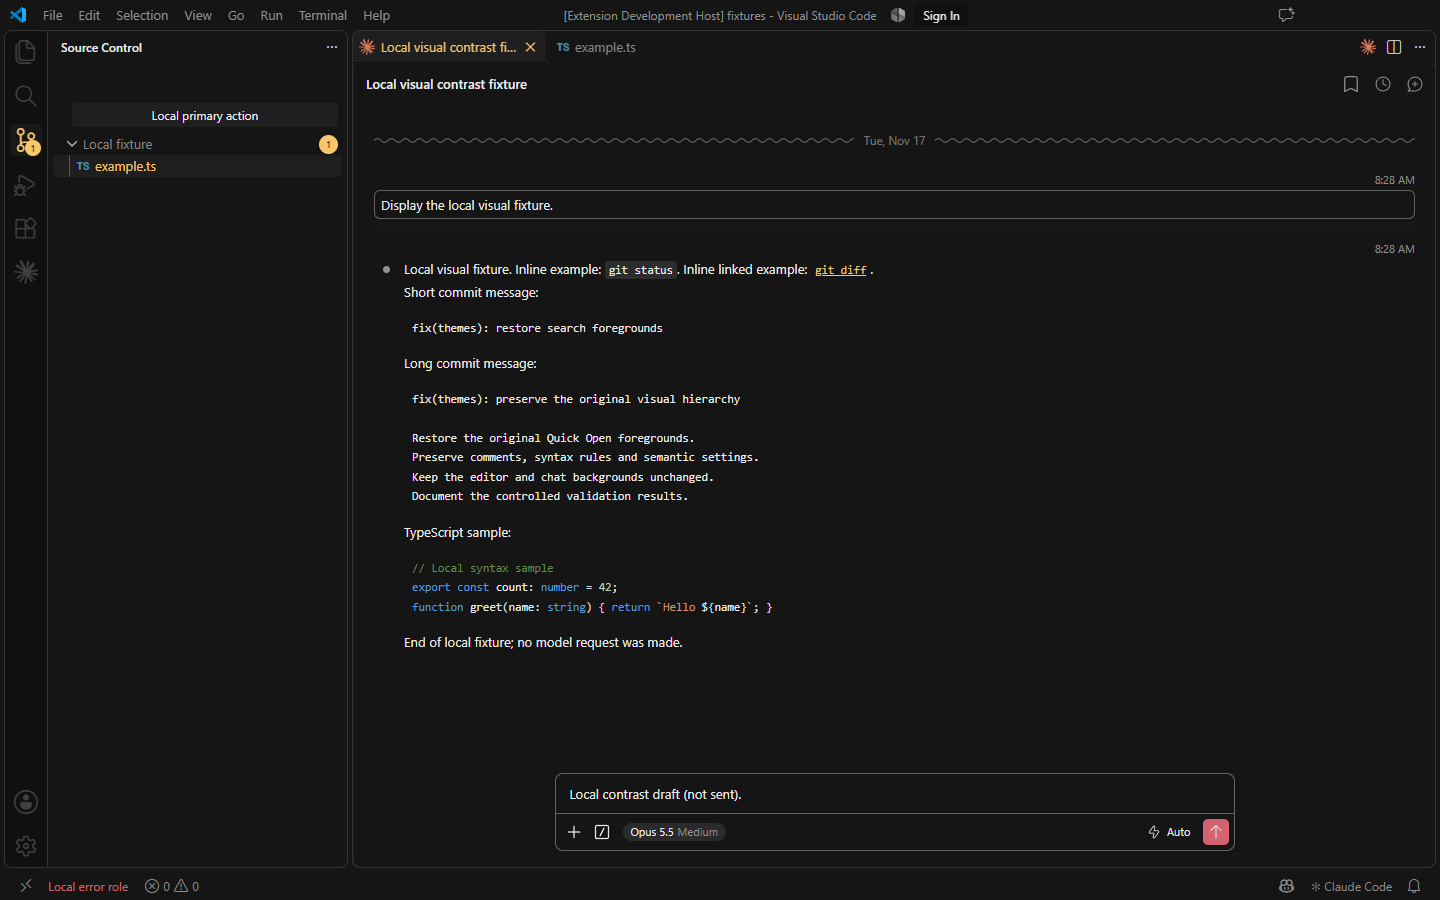 File Edit Selection View Go Run Terminal Help
[Extension Development Host] fixtures - Visual Studio Code
Sign In
Source Control
Local primary action
Local fixture
1
TS example.ts
1
Local visual contrast fi...
TS example.ts
Local visual contrast fixture
Tue, Nov 17
8:28 AM
Display the local visual fixture.
8:28 AM
Local visual fixture. Inline example: git status. Inline linked example: git diff.
Short commit message:
fix(themes): restore search foregrounds
Long commit message:
fix(themes): preserve the original visual hierarchy
Restore the original Quick Open foregrounds.
Preserve comments, syntax rules and semantic settings.
Keep the editor and chat backgrounds unchanged.
Document the controlled validation results.
TypeScript sample:
// Local syntax sample
export const count: number = 42;
function greet(name: string) { return `Hello ${name}`; }
End of local fixture; no model request was made.
Local contrast draft (not sent).
Opus 5.5 Medium
Auto
Local error role
0 0
Claude Code